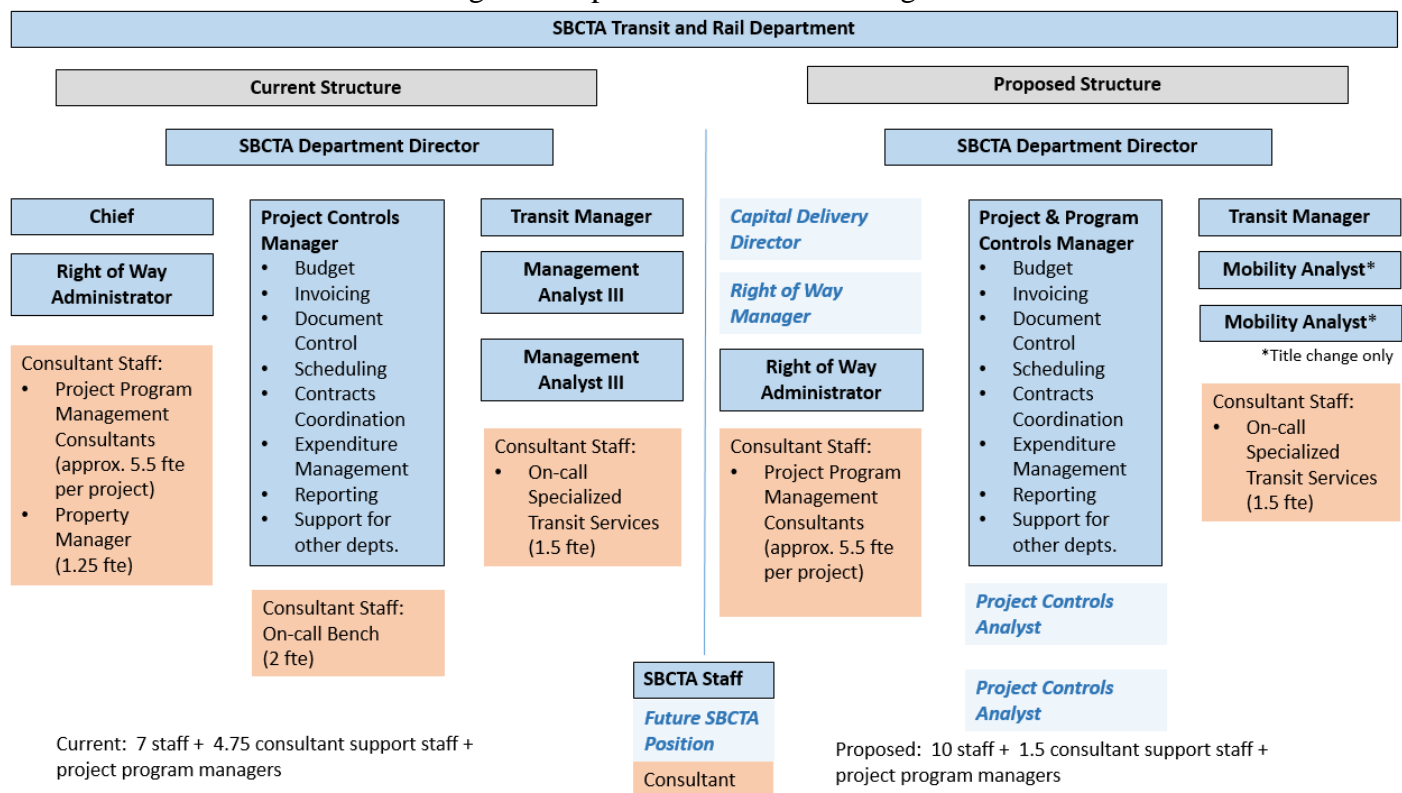 SBCTA Transit and Rail Department
Current Structure
SBCTA Department Director
Chief
Right of Way
Administrator
Consultant Staff:
• Project Program
Management
Consultants
(approx. 5.5 fte
per project)
• Property
Manager
(1.25 fte)
Project Controls
Manager
• Budget
• Invoicing
• Document
Control
• Scheduling
• Contracts
Coordination
• Expenditure
Management
• Reporting
• Support for
other depts.
Consultant Staff:
On-call Bench
(2 fte)
Transit Manager
Management
Analyst III
Management
Analyst III
Consultant Staff:
• On-call
Specialized
Transit Services
(1.5 fte)
Current: 7 staff + 4.75 consultant support staff +
project program managers
Proposed Structure
SBCTA Department Director
Capital Delivery
Director
Right of Way
Manager
Right of Way
Administrator
Consultant Staff:
• Project Program
Management
Consultants
(approx. 5.5 fte
per project)
Project & Program
Controls Manager
• Budget
• Invoicing
• Document
Control
• Scheduling
• Contracts
Coordination
• Expenditure
Management
• Reporting
• Support for
other depts.
Project Controls
Analyst
Project Controls
Analyst
Transit Manager
Mobility Analyst*
Mobility Analyst*
*Title change only
Consultant Staff:
• On-call
Specialized
Transit Services
(1.5 fte)
Proposed: 10 staff + 1.5 consultant support staff +
project program managers
SBCTA Staff
Future SBCTA
Position
Consultant